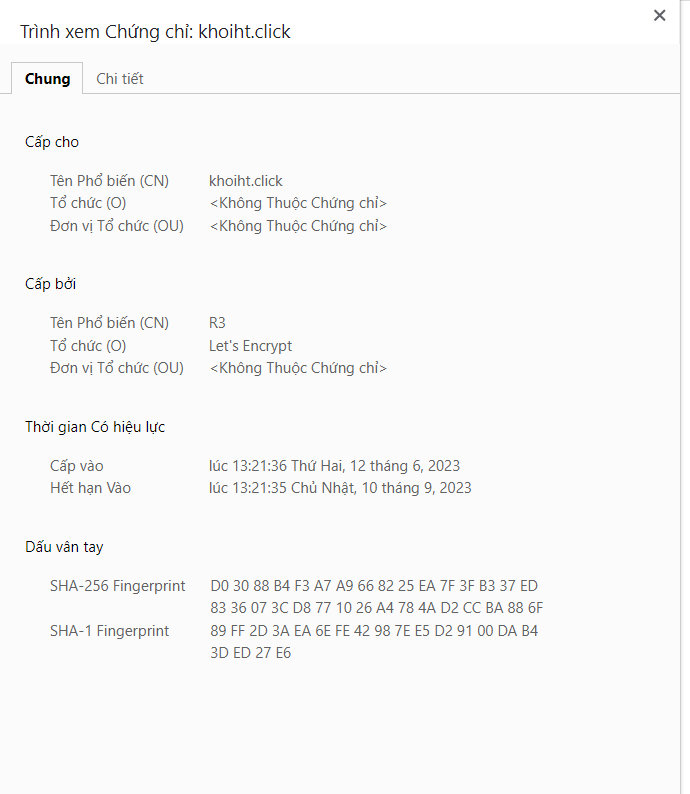 Trình xem Chứng chỉ: khoiht.click
Chung Chi tiết
Cấp cho
Tên Phổ biến (CN) khoiht.click
Tổ chức (O) <Không Thuộc Chứng chỉ>
Đơn vị Tổ chức (OU) <Không Thuộc Chứng chỉ>
Cấp bởi
Tên Phổ biến (CN) R3
Tổ chức (O) Let's Encrypt
Đơn vị Tổ chức (OU) <Không Thuộc Chứng chỉ>
Thời gian Có hiệu lực
Cấp vào lúc 13:21:36 Thứ Hai, 12 tháng 6, 2023
Hết hạn Vào lúc 13:21:35 Chủ Nhật, 10 tháng 9, 2023
Dấu vân tay
SHA-256 Fingerprint D0 30 88 B4 F3 A7 A9 66 82 25 EA 7F 3F B3 37 ED
83 36 07 3C D8 77 10 26 A4 78 4A D2 CC BA 88 6F
SHA-1 Fingerprint 89 FF 2D 3A EA 6E FE 42 98 7E E5 D2 91 00 DA B4
3D ED 27 E6